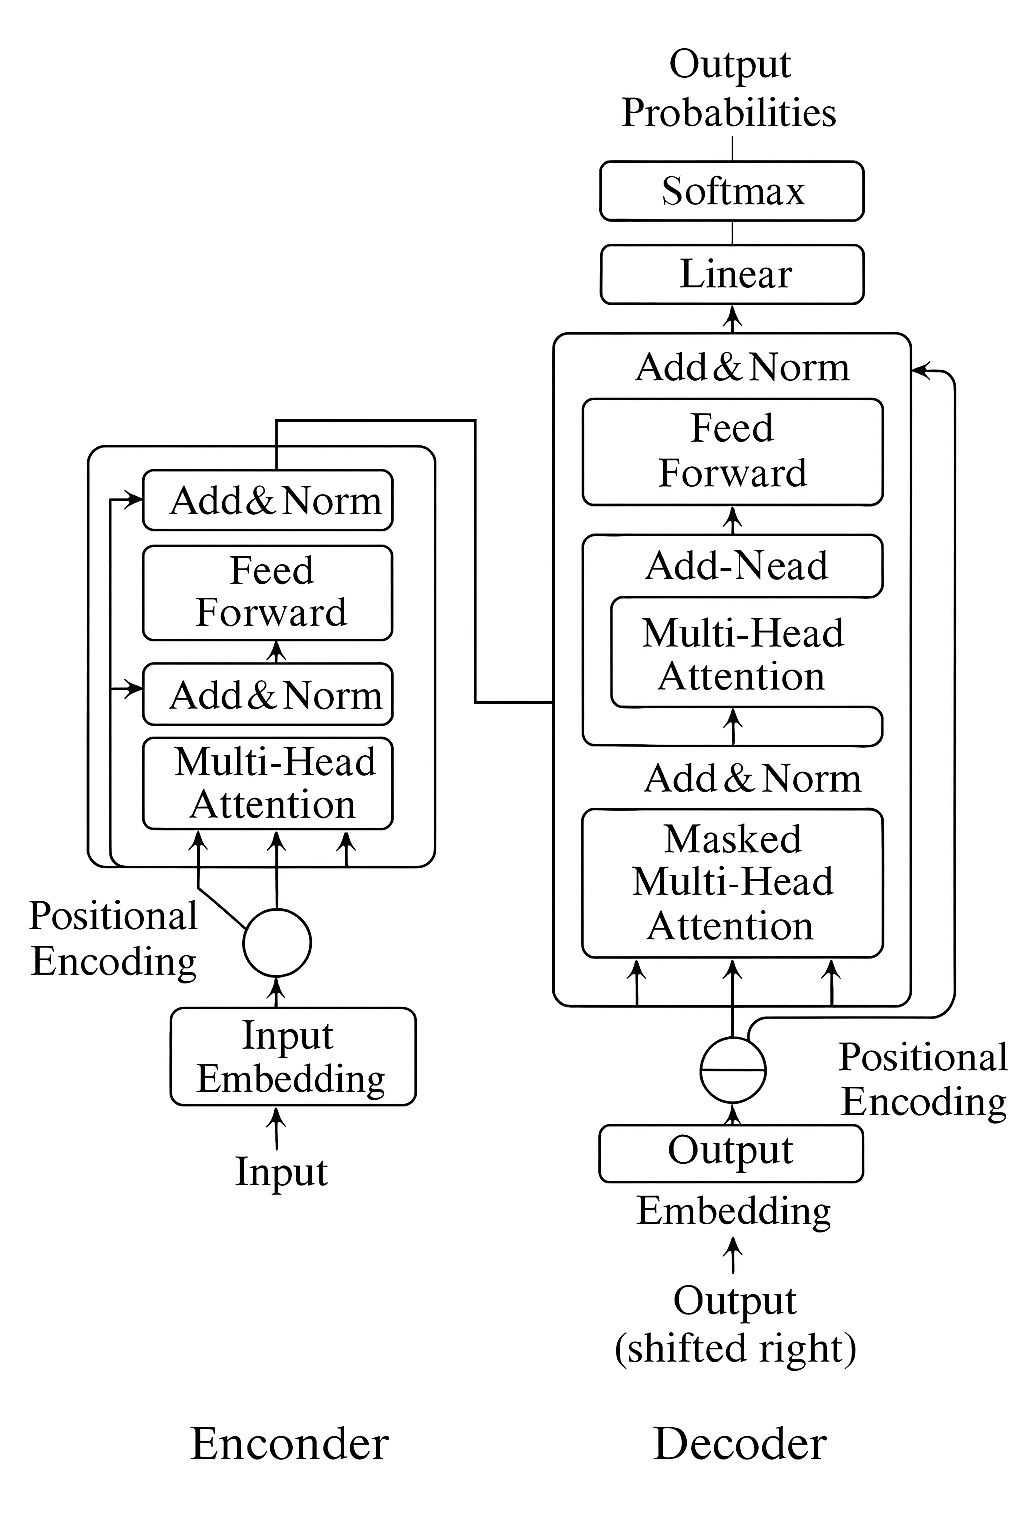 Output
Probabilities
Softmax
Linear
Add & Norm
Feed
Forward
Add-Nead
Multi-Head
Attention
Add & Norm
Masked
Multi-Head
Attention
Positional
Encoding
Output
Embedding
Output
(shifted right)
Decoder
Add & Norm
Feed
Forward
Add & Norm
Multi-Head
Attention
Positional
Encoding
Input
Embedding
Input
Enconder